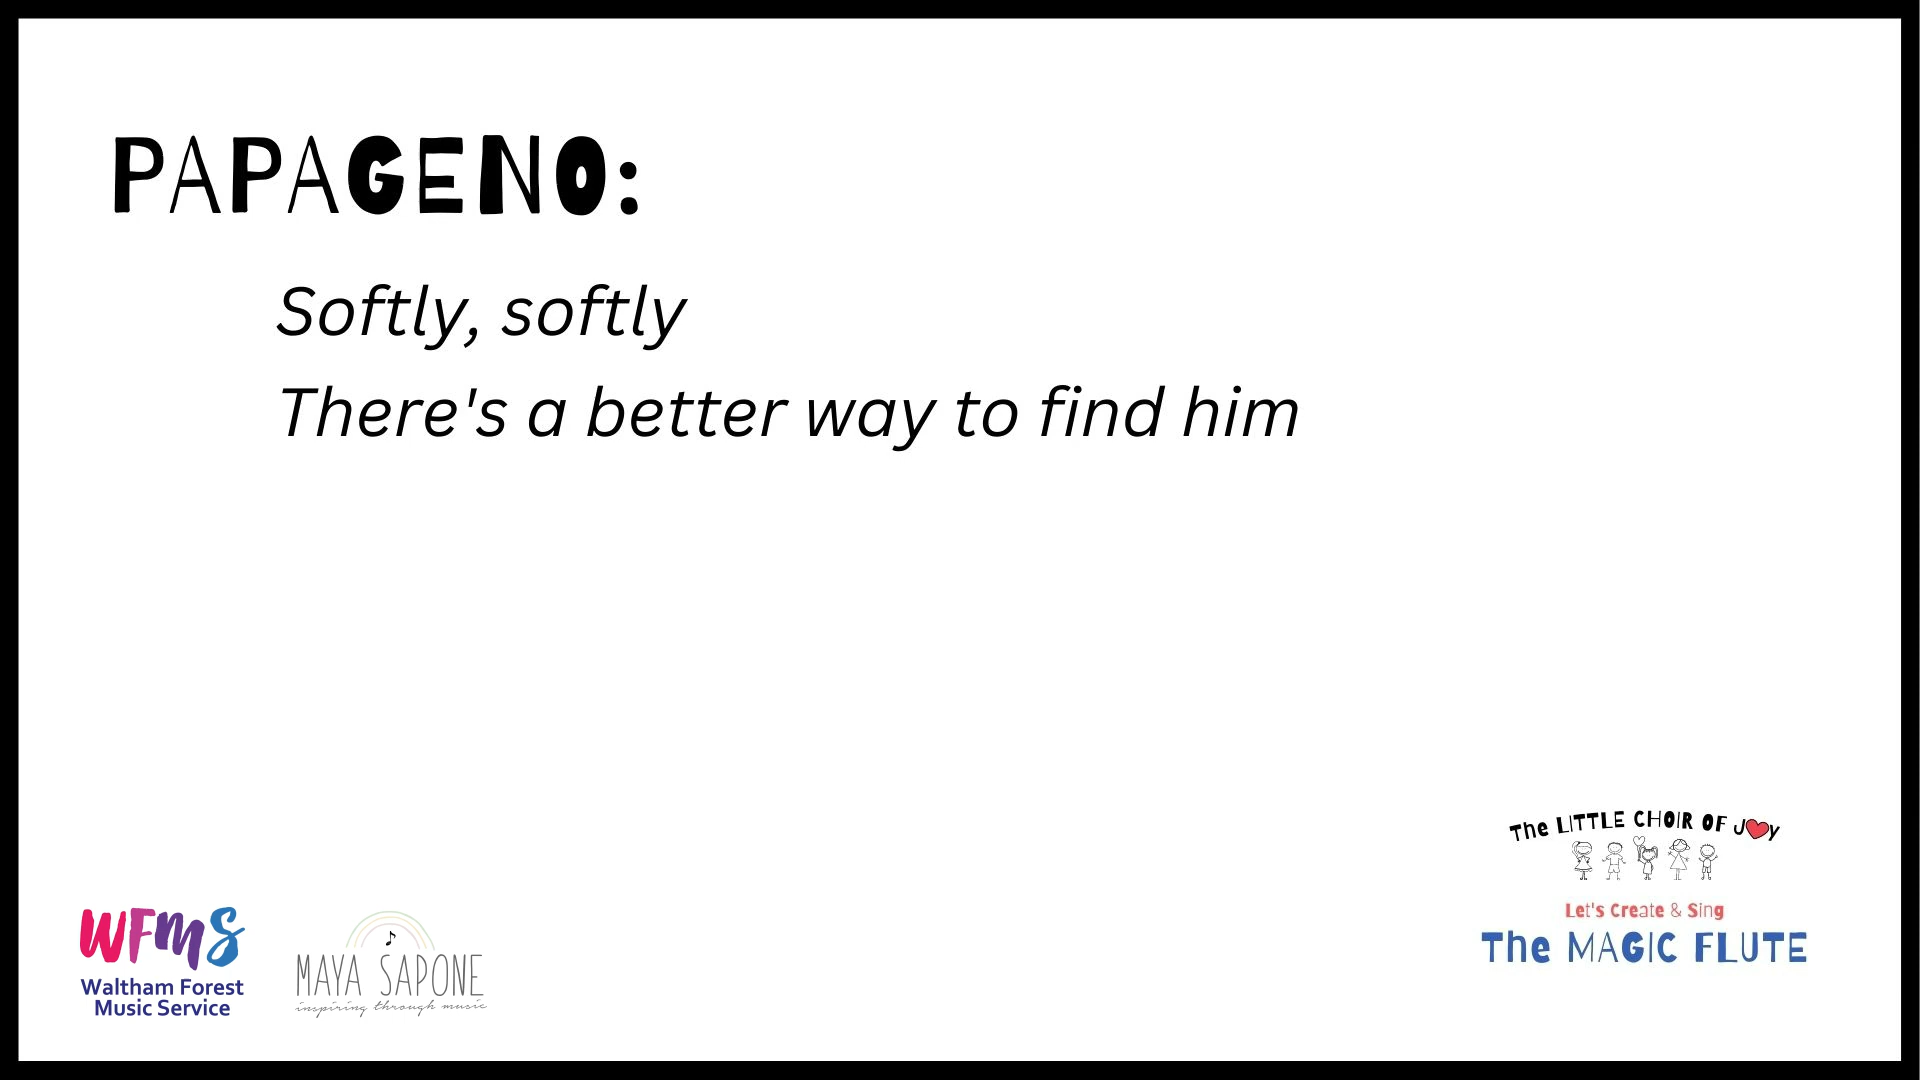 PAPAGENO:
Softly, softly
There's a better way to find him
The LITTLE CHOIR OF JOY
Let's Create & Sing
The MAGIC FLUTE
WFMS
Waltham Forest
Music Service
MAYA SAPONE
inspiring through music